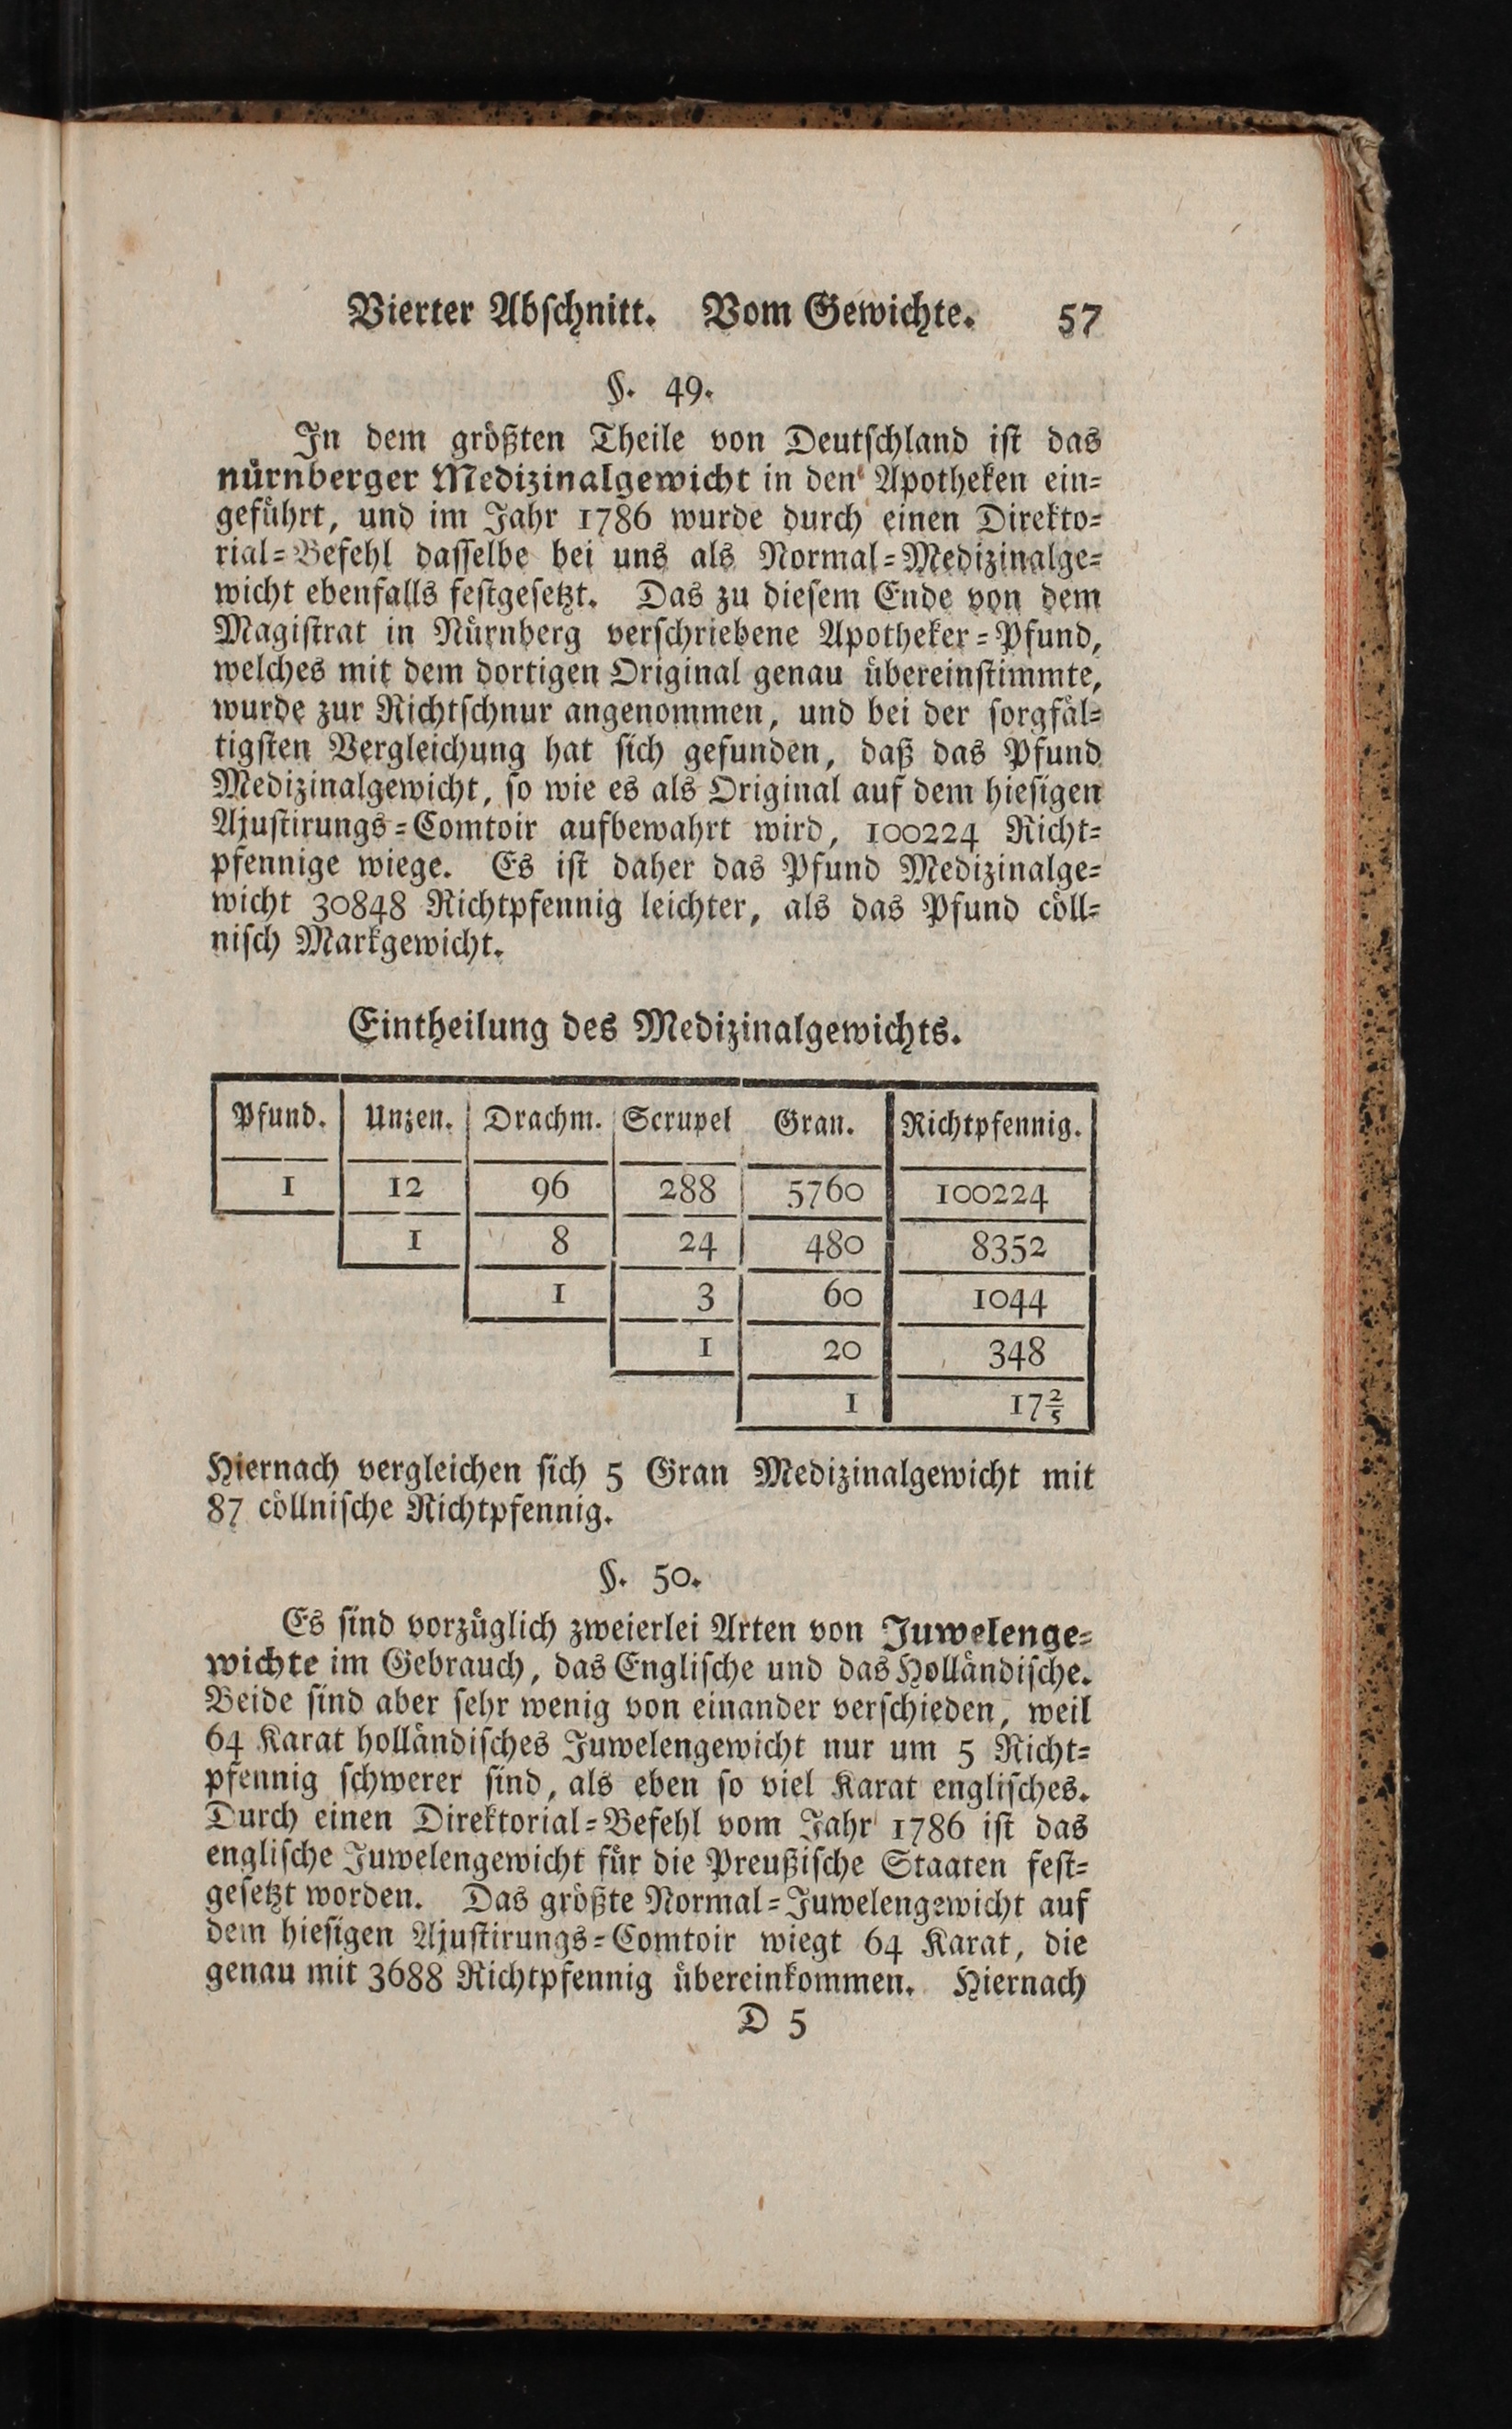 Vierter Abſchnitt. Vom Gewichte. 57
§. 49.
In dem größten Theile von Deutſchland iſt das
nürnberger Medizinalgewicht in den Apotheken ein-
geführt, und im Jahr 1786 wurde durch einen Direkto-
rial-Befehl daſſelbe bei uns als Normal-Medizinalge-
wicht ebenfalls feſtgeſetzt. Das zu dieſem Ende von dem
Magiſtrat in Nürnberg verſchriebene Apotheker-Pfund,
welches mit dem dortigen Original genau übereinſtimmte,
wurde zur Richtſchnur angenommen, und bei der ſorgfäl-
tigſten Vergleichung hat ſich gefunden, daß das Pfund
Medizinalgewicht, ſo wie es als Original auf dem hieſigen
Ajuſtirungs-Comtoir aufbewahrt wird, 100224 Richt-
pfennige wiege. Es iſt daher das Pfund Medizinalge-
wicht 30848 Richtpfennig leichter, als das Pfund cöll-
niſch Markgewicht.
Eintheilung des Medizinalgewichts.
Pfund. Unzen. Drachm. Scrupel Gran. Richtpfennig.
1 12 96 288 5760 100224
1 8 24 480 8352
1 3 60 1044
1 20 348
1 17 2/5
Hiernach vergleichen ſich 5 Gran Medizinalgewicht mit
87 cöllniſche Richtpfennig.
§. 50.
Es ſind vorzüglich zweierlei Arten von Juwelenge-
wichte im Gebrauch, das Engliſche und das Holländiſche.
Beide ſind aber ſehr wenig von einander verſchieden, weil
64 Karat holländiſches Juwelengewicht nur um 5 Richt-
pfennig ſchwerer ſind, als eben ſo viel Karat engliſches.
Durch einen Direktorial-Befehl vom Jahr 1786 iſt das
engliſche Juwelengewicht für die Preußiſche Staaten feſt-
geſetzt worden. Das größte Normal-Juwelengewicht auf
dem hieſigen Ajuſtirungs-Comtoir wiegt 64 Karat, die
genau mit 3688 Richtpfennig übereinkommen. Hiernach
D 5